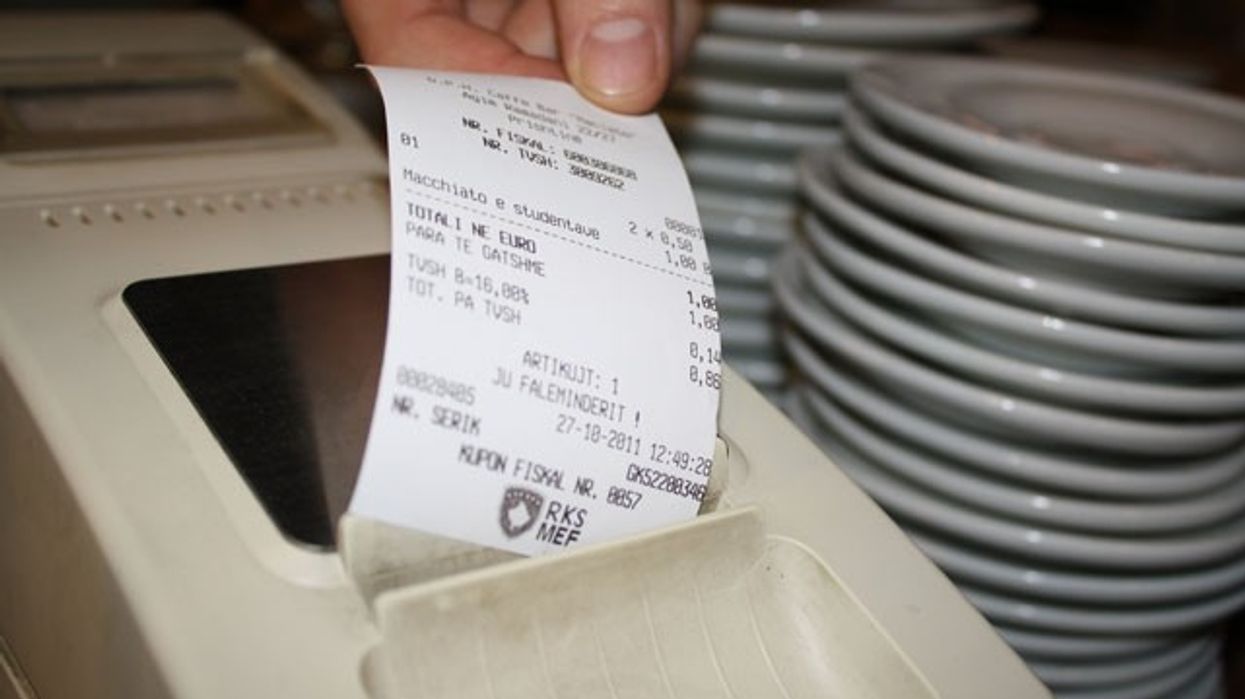 Prishtine
NR. FISKAL:
NR. TVSH:
01
Macchiato e studentave 2 x 0,50
1,00
TOTALI NE EURO 1,00
PARA TE GATSHME 1,00
TVSH B=16,00% 0,14
TOT. PA TVSH 0,86
ARTIKUJT: 1
JU FALEMINDERIT !
00028405 27-10-2011 12:49:28
NR. SERIK
KUPON FISKAL NR. 0057
RKS
MEF